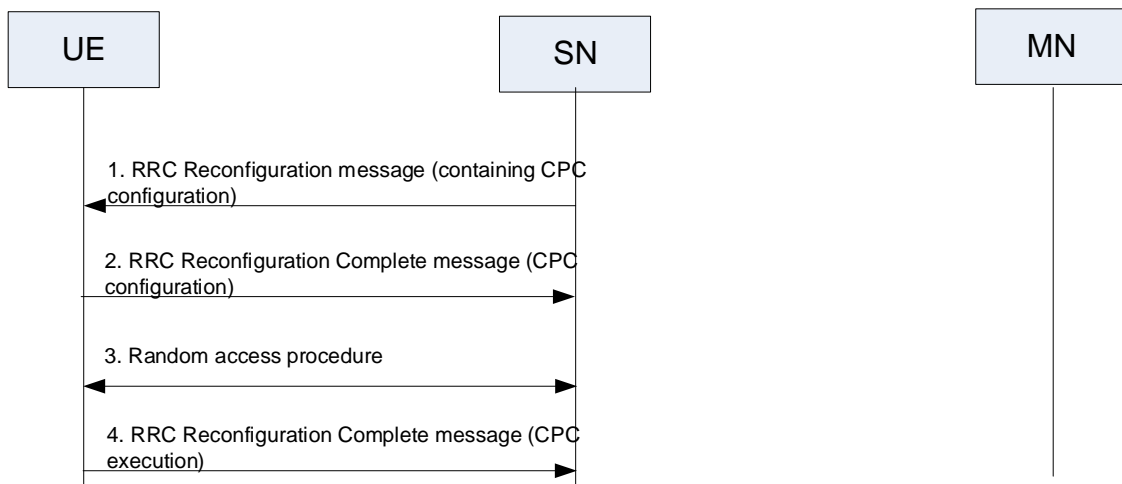 UE
SN
MN
1. RRC Reconfiguration message (containing CPC
configuration)
2. RRC Reconfiguration Complete message (CPC
configuration)
3. Random access procedure
4. RRC Reconfiguration Complete message (CPC
execution)